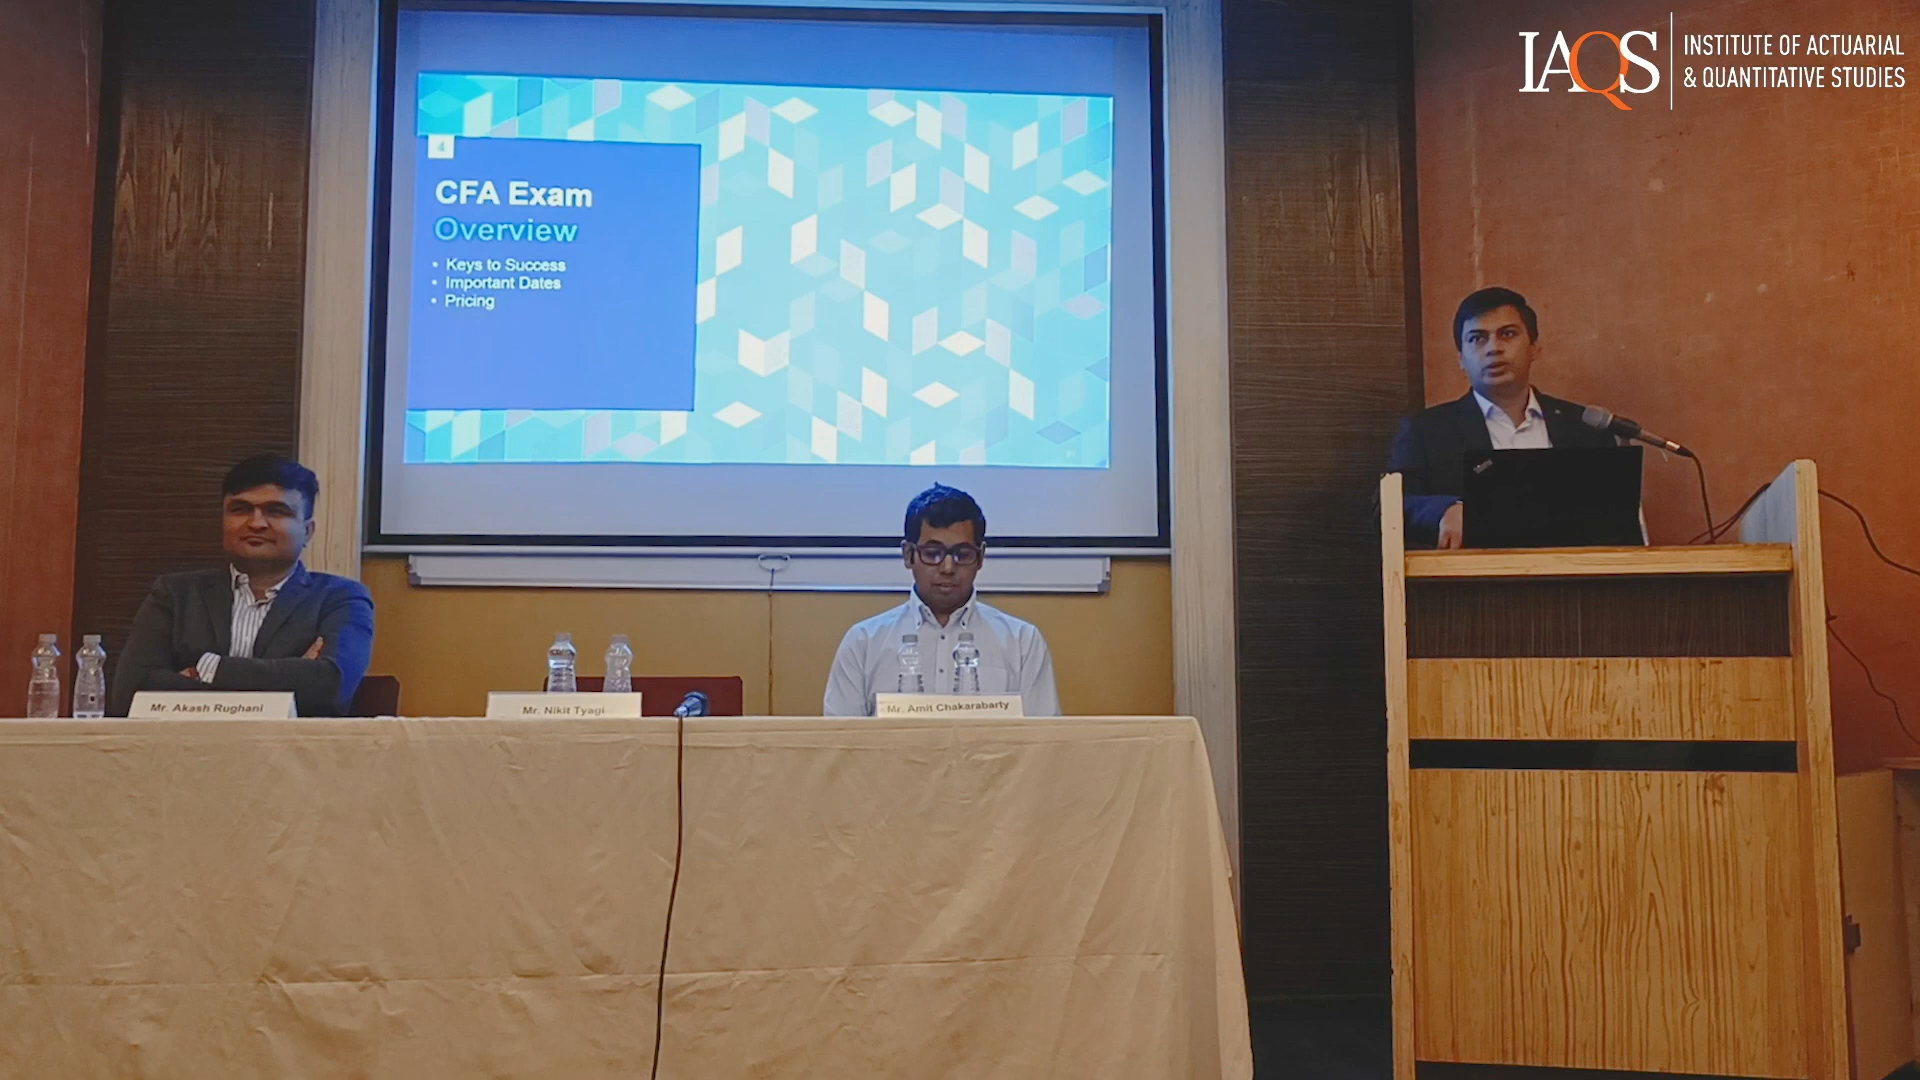 IAQS
INSTITUTE OF ACTUARIAL
& QUANTITATIVE STUDIES
4
CFA Exam
Overview
• Keys to Success
• Important Dates
• Pricing
Mr. Akash Rughani
Mr. Nikit Tyagi
Mr. Amit Chakarabarty